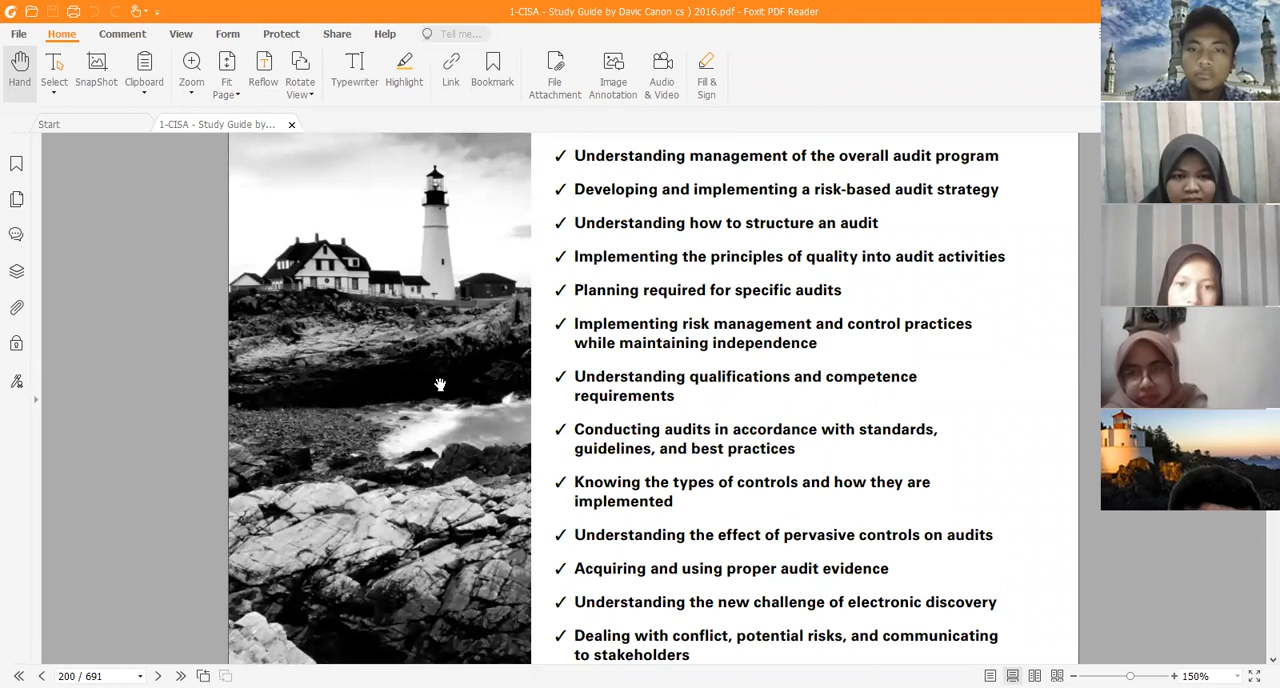 1-CISA - Study Guide by Davic Canon cs ) 2016.pdf - Foxit PDF Reader
File Home Comment View Form Protect Share Help Tell me...
Hand Select SnapShot Clipboard Zoom Fit Page Reflow Rotate View Typewriter Highlight Link Bookmark File Attachment Image Annotation Audio & Video Fill & Sign
Start 1-CISA - Study Guide by...
✓ Understanding management of the overall audit program
✓ Developing and implementing a risk-based audit strategy
✓ Understanding how to structure an audit
✓ Implementing the principles of quality into audit activities
✓ Planning required for specific audits
✓ Implementing risk management and control practices
while maintaining independence
✓ Understanding qualifications and competence
requirements
✓ Conducting audits in accordance with standards,
guidelines, and best practices
✓ Knowing the types of controls and how they are
implemented
✓ Understanding the effect of pervasive controls on audits
✓ Acquiring and using proper audit evidence
✓ Understanding the new challenge of electronic discovery
✓ Dealing with conflict, potential risks, and communicating
to stakeholders
200 / 691 150%